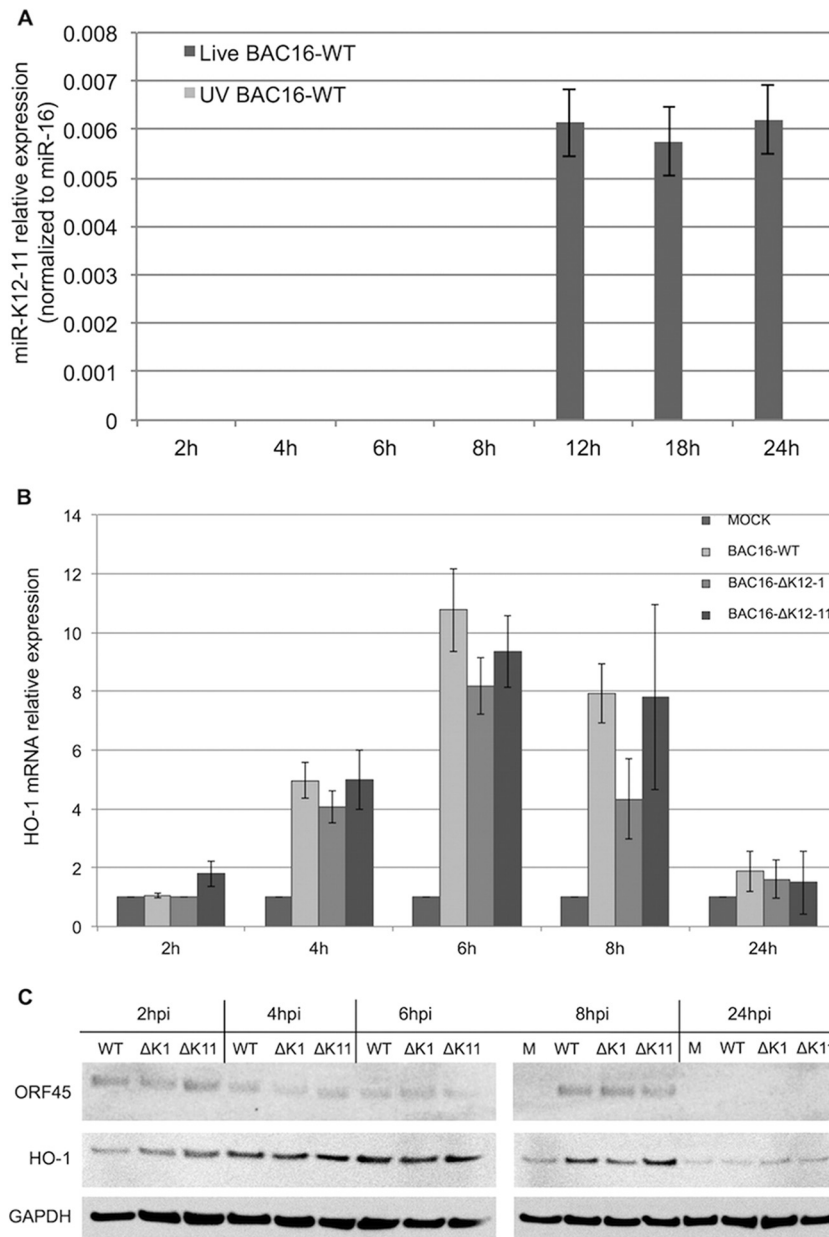 A
0.008
0.007
0.006
0.005
0.004
0.003
0.002
0.001
0
miR-K12-11 relative expression
(normalized to miR-16)
Live BAC16-WT
UV BAC16-WT
2h 4h 6h 8h 12h 18h 24h
B
14
12
10
8
6
4
2
0
HO-1 mRNA relative expression
MOCK
BAC16-WT
BAC16-ΔK12-1
BAC16-ΔK12-11
2h 4h 6h 8h 24h
C
2hpi 4hpi 6hpi 8hpi 24hpi
WT ΔK1 ΔK11 WT ΔK1 ΔK11 WT ΔK1 ΔK11 M WT ΔK1 ΔK11 M WT ΔK1 ΔK11
ORF45
HO-1
GAPDH